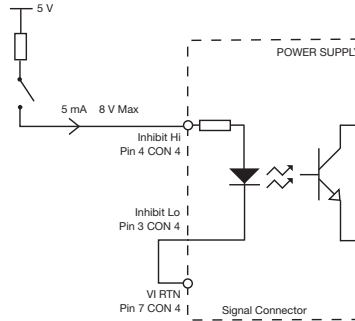 5 V
POWER SUPPLY
5 mA 8 V Max
Inhibit Hi
Pin 4 CON 4
Inhibit Lo
Pin 3 CON 4
VI RTN
Pin 7 CON 4
Signal Connector